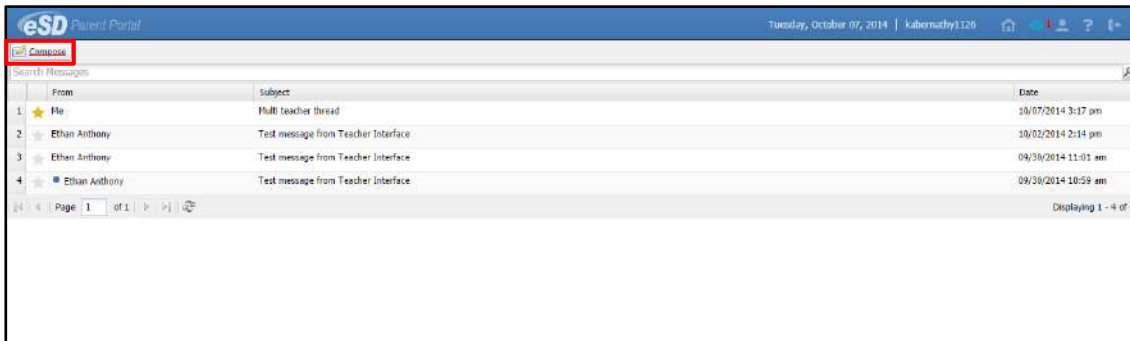 eSD Parent Portal Tuesday, October 07, 2014 | kabernathy1326 1 ?
Compose
Search Messages
From Subject Date
1 Me Multi teacher thread 10/07/2014 3:17 pm
2 Ethan Anthony Test message from Teacher Interface 10/02/2014 2:14 pm
3 Ethan Anthony Test message from Teacher Interface 09/30/2014 11:01 am
4 Ethan Anthony Test message from Teacher Interface 09/30/2014 10:59 am
Page 1 of 1 Displaying 1 - 4 of